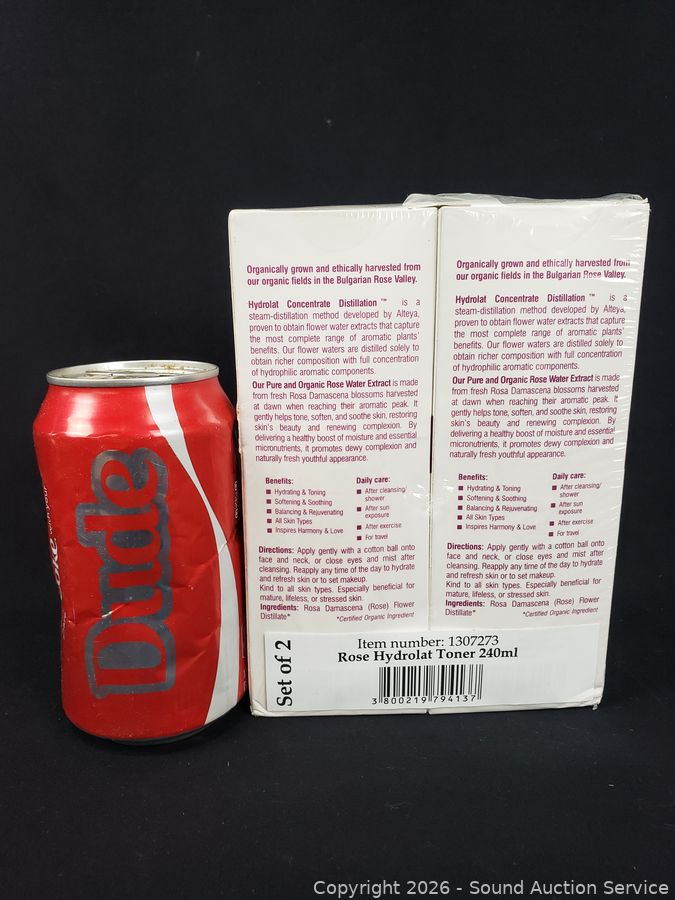 Dude
Organically grown and ethically harvested from
our organic fields in the Bulgarian Rose Valley.
Hydrolat Concentrate Distillation™ is a
steam-distillation method developed by Alteya,
proven to obtain flower water extracts that capture
the most complete range of aromatic plants'
benefits. Our flower waters are distilled solely to
obtain richer composition with full concentration
of hydrophilic aromatic components.
Our Pure and Organic Rose Water Extract is made
from fresh Rosa Damascena blossoms harvested
at dawn when reaching their aromatic peak. It
gently helps tone, soften, and soothe skin, restoring
skin's beauty and renewing complexion. By
delivering a healthy boost of moisture and essential
micronutrients, it promotes dewy complexion and
naturally fresh youthful appearance.
Benefits:
Hydrating & Toning
Softening & Soothing
Balancing & Rejuvenating
All Skin Types
Inspires Harmony & Love
Daily care:
After cleansing/
shower
After sun
exposure
After exercise
For travel
Directions: Apply gently with a cotton ball onto
face and neck, or close eyes and mist after
cleansing. Reapply any time of the day to hydrate
and refresh skin or to set makeup.
Kind to all skin types. Especially beneficial for
mature, lifeless, or stressed skin.
Ingredients: Rosa Damascena (Rose) Flower
Distillate*
*Certified Organic Ingredient
Organically grown and ethically harvested from
our organic fields in the Bulgarian Rose Valley.
Hydrolat Concentrate Distillation™ is a
steam-distillation method developed by Alteya,
proven to obtain flower water extracts that capture
the most complete range of aromatic plants'
benefits. Our flower waters are distilled solely to
obtain richer composition with full concentration
of hydrophilic aromatic components.
Our Pure and Organic Rose Water Extract is made
from fresh Rosa Damascena blossoms harvested
at dawn when reaching their aromatic peak. It
gently helps tone, soften, and soothe skin, restoring
skin's beauty and renewing complexion. By
delivering a healthy boost of moisture and essential
micronutrients, it promotes dewy complexion and
naturally fresh youthful appearance.
Benefits:
Hydrating & Toning
Softening & Soothing
Balancing & Rejuvenating
All Skin Types
Inspires Harmony & Love
Daily care:
After cleansing/
shower
After sun
exposure
After exercise
For travel
Directions: Apply gently with a cotton ball onto
face and neck, or close eyes and mist after
cleansing. Reapply any time of the day to hydrate
and refresh skin or to set makeup.
Kind to all skin types. Especially beneficial for
mature, lifeless, or stressed skin.
Ingredients: Rosa Damascena (Rose) Flower
Distillate*
*Certified Organic Ingredient
Set of 2
Item number: 1307273
Rose Hydrolat Toner 240ml
3 800219 794137
Copyright 2026 - Sound Auction Service